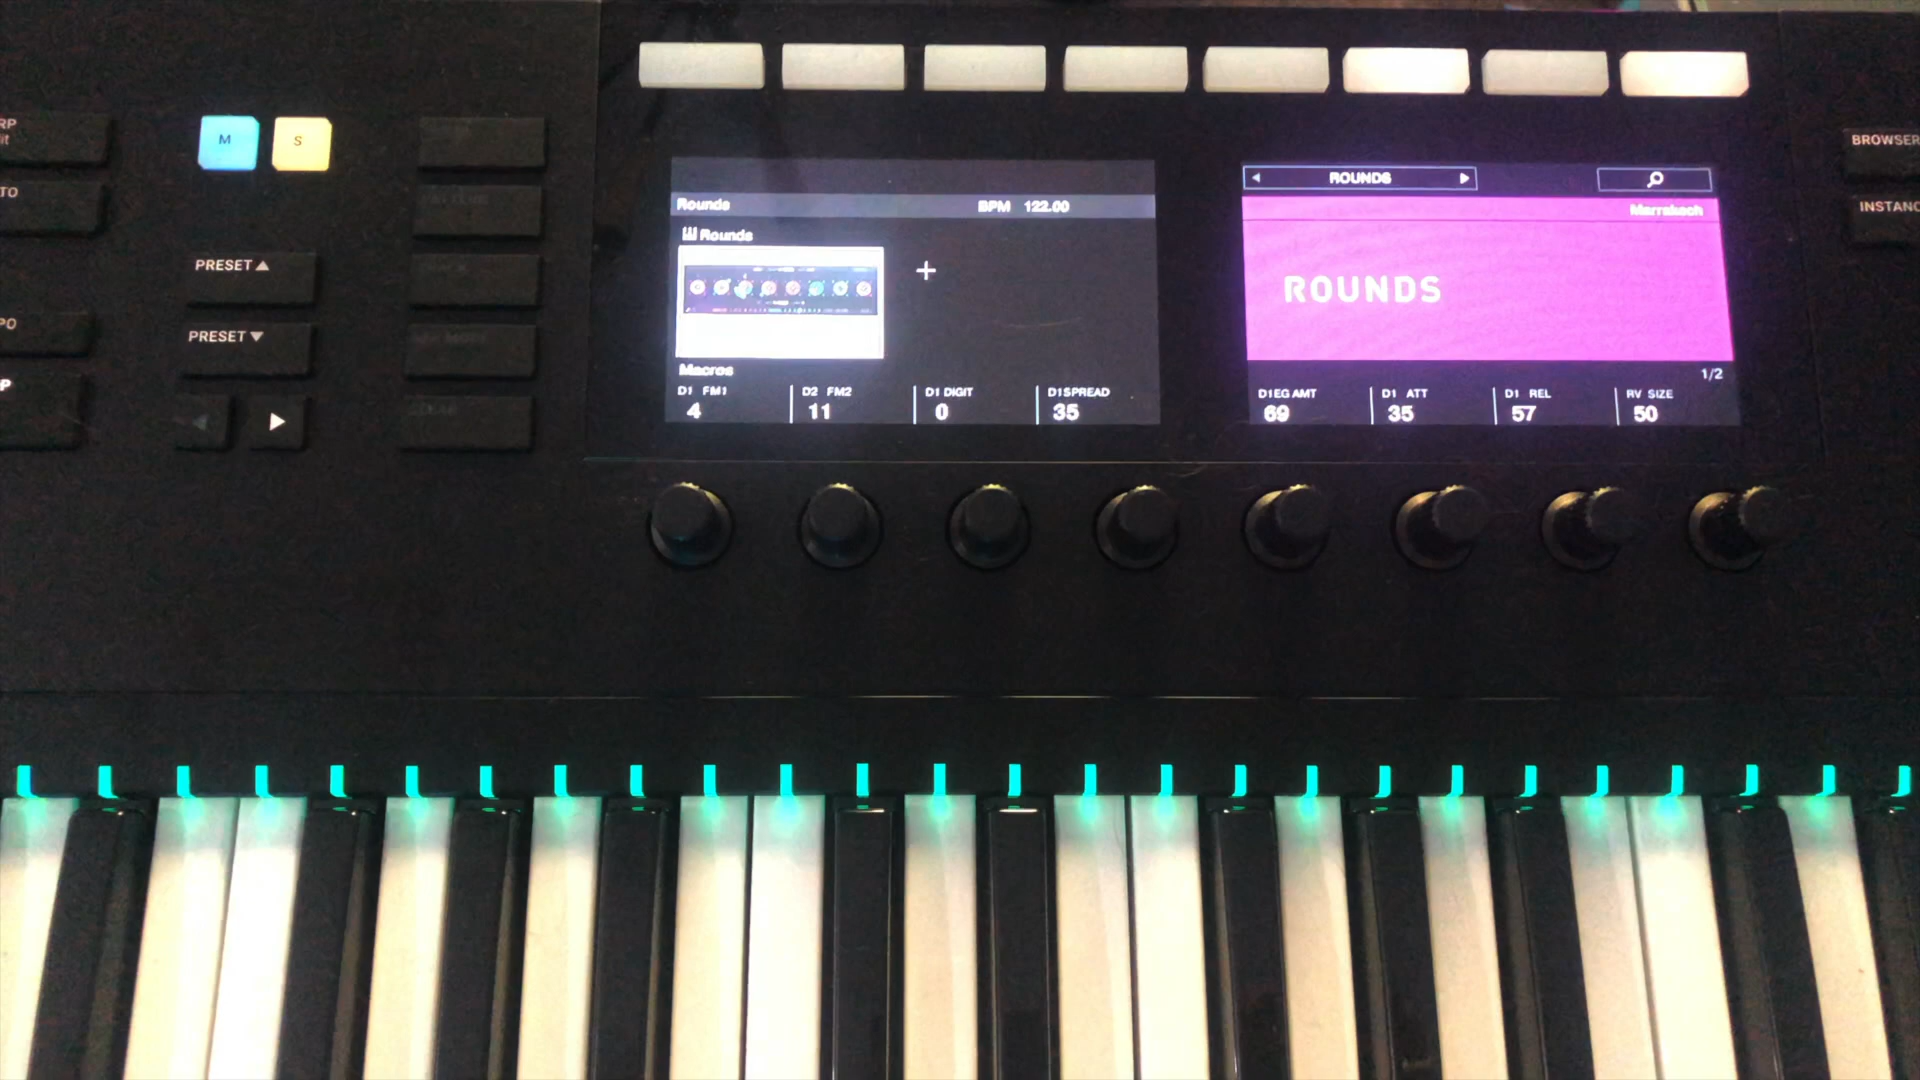 RP
it
TO
PO
P
M
S
PRESET▲
PRESET▼
Rounds
BPM 122.00
Rounds
Macros
D1 FM1
4
D2 FM2
11
D1 DIGIT
0
D1SPREAD
35
ROUNDS
Marrakech
ROUNDS
1/2
D1EG AMT
69
D1 ATT
35
D1 REL
57
RV SIZE
50
BROWSER
INSTANC